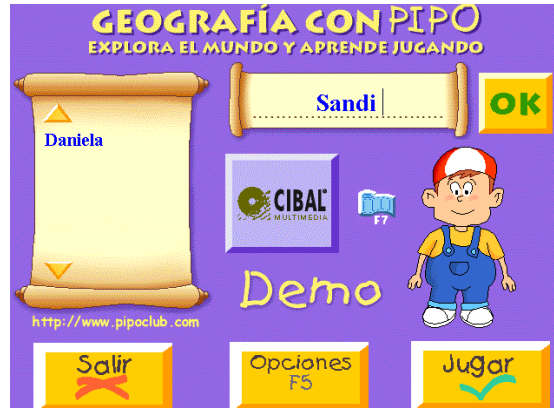 GEOGRAFÍA CON PIPO
EXPLORA EL MUNDO Y APRENDE JUGANDO
Sandi
OK
Daniela
CIBAL
MULTIMEDIA
F7
Demo
http://www.pipoclub.com
Salir
Opciones
F5
Jugar